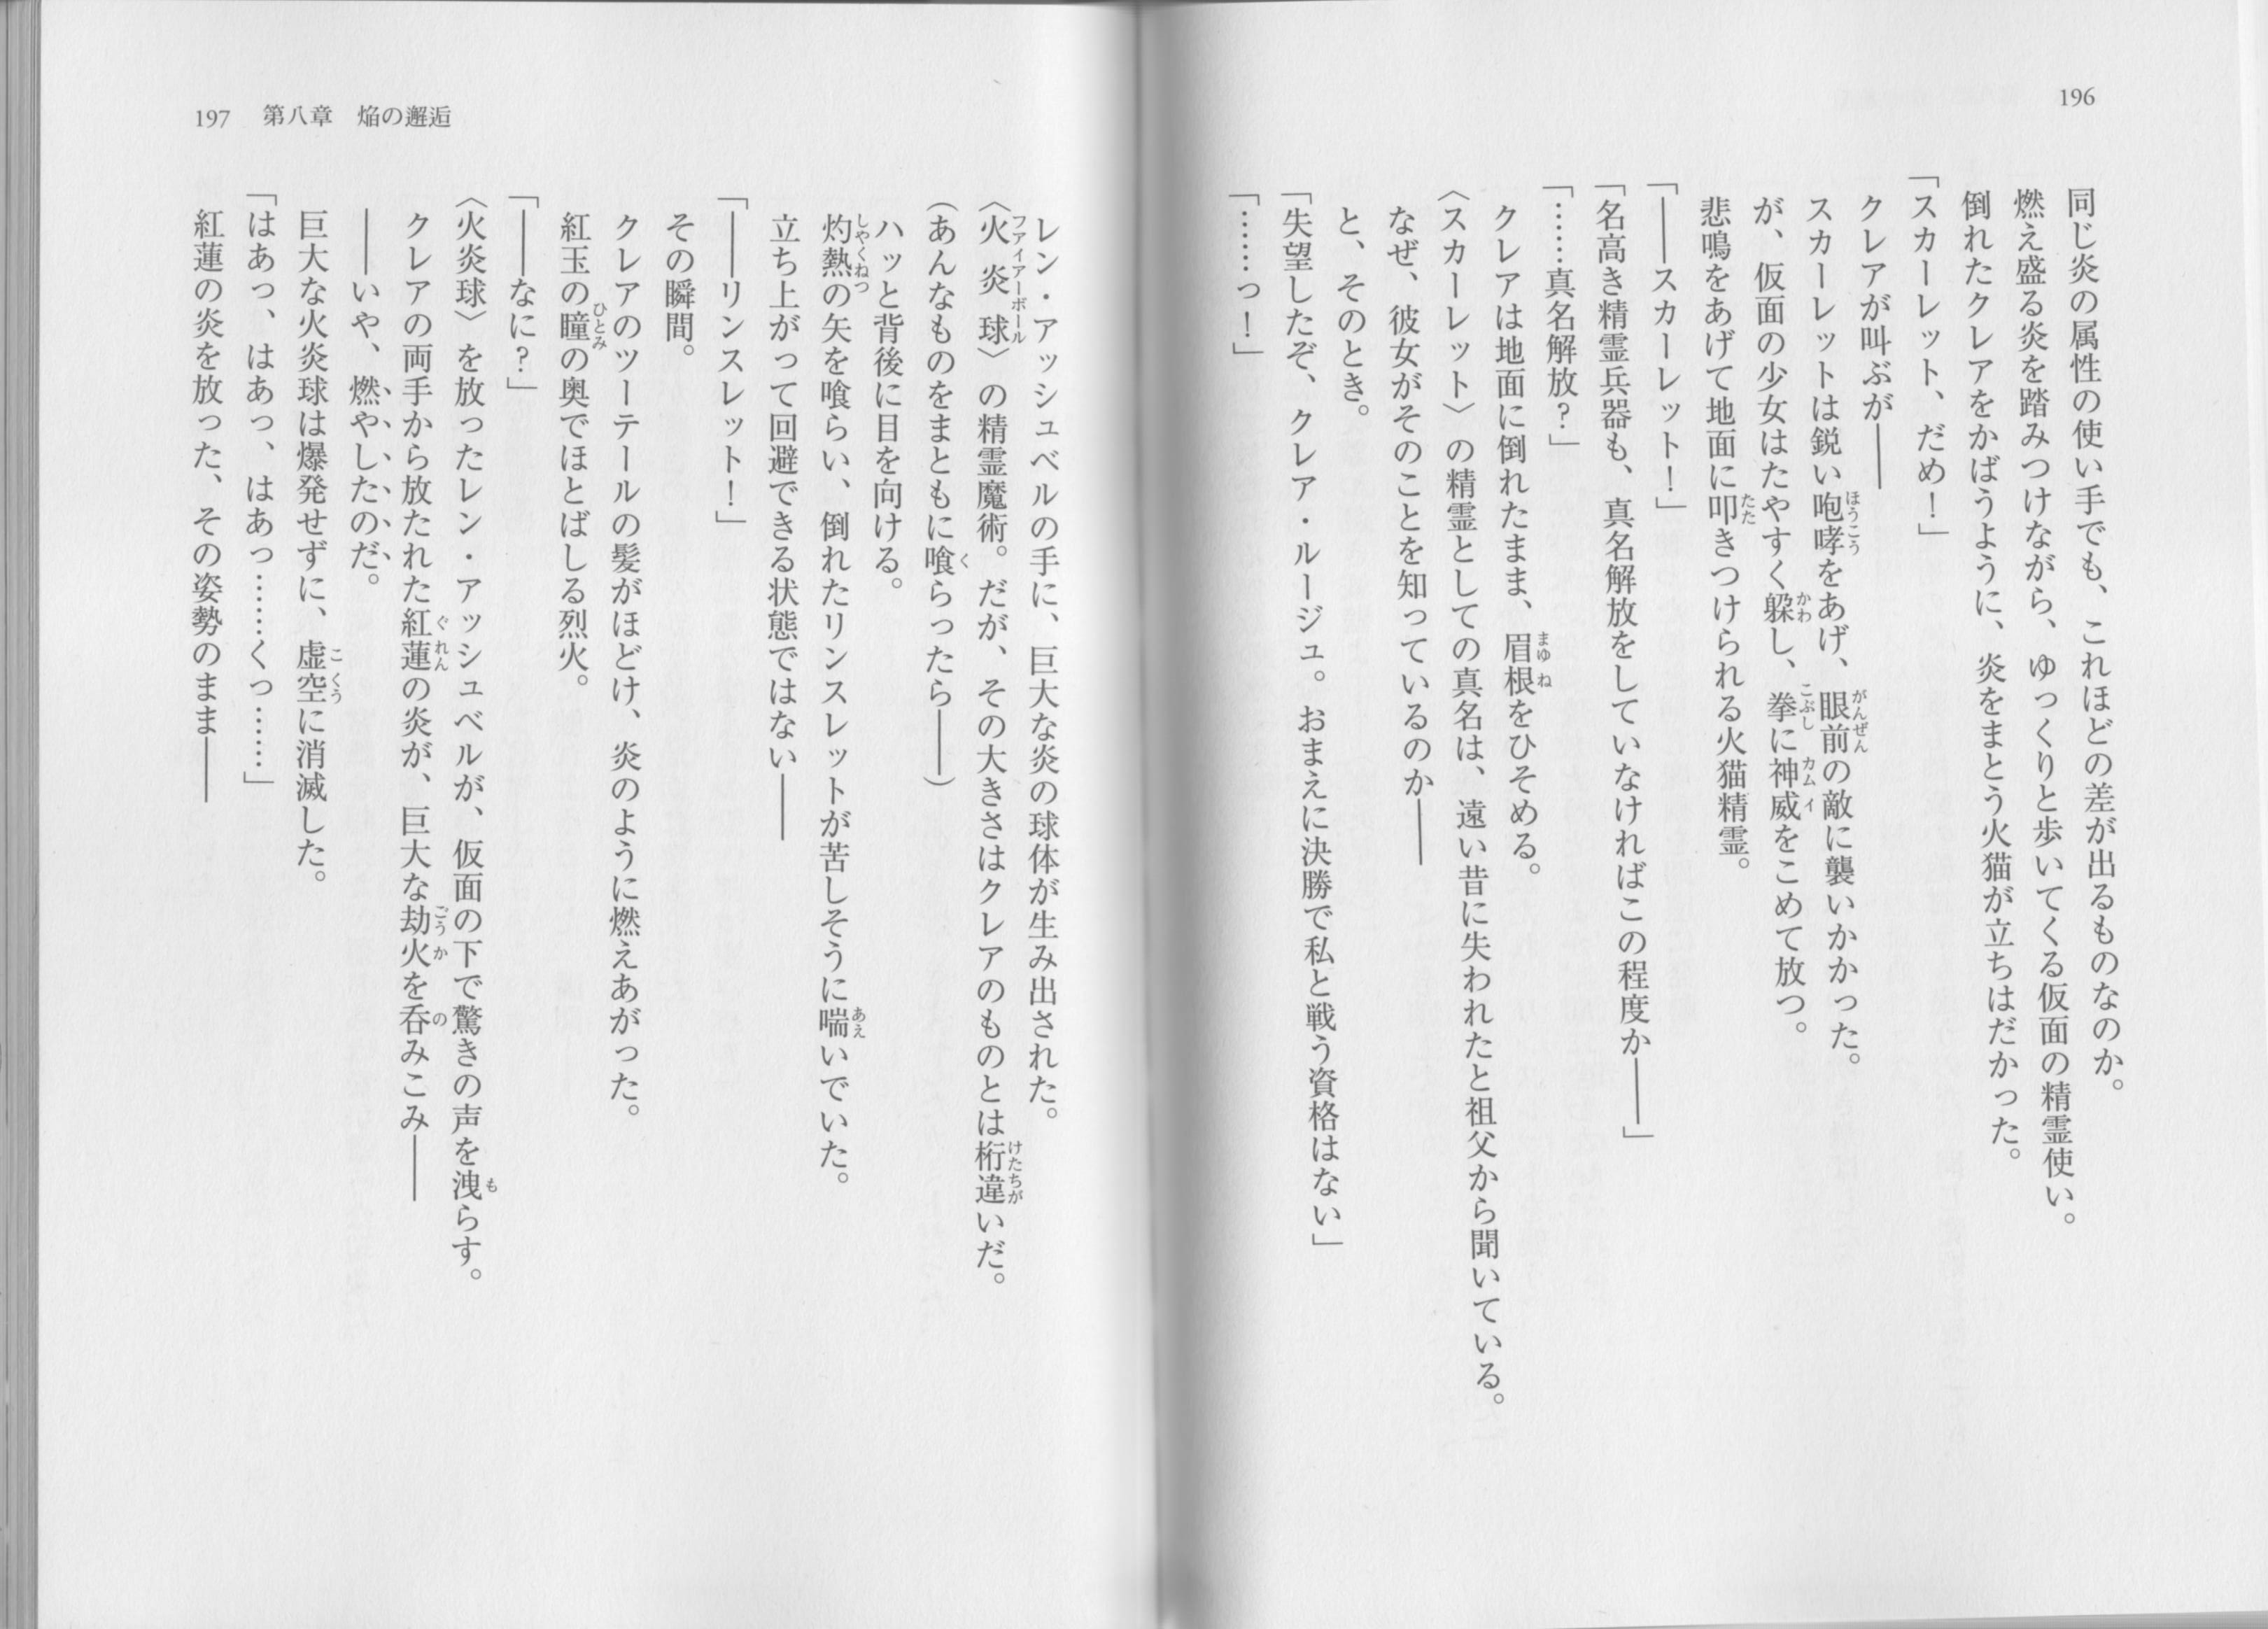 196
同じ炎の属性の使い手でも、これほどの差が出るものなのか。
燃え盛る炎を踏みつけながら、ゆっくりと歩いてくる仮面の精霊使い。
倒れたクレアをかばうように、炎をまとう火猫が立ちはだかった。
「スカーレット、だめ！」
クレアが叫ぶが――
スカーレットは鋭い咆哮をあげ、眼前の敵に襲いかかった。
が、仮面の少女はたやすく躱し、拳に神威をこめて放つ。
悲鳴をあげて地面に叩きつけられる火猫精霊。
「――スカーレット！」
「名高き精霊兵器も、真名解放をしていなければこの程度か――」
「……真名解放？」
クレアは地面に倒れたまま、眉根をひそめる。
〈スカーレット〉の精霊としての真名は、遠い昔に失われたと祖父から聞いている。
なぜ、彼女がそのことを知っているのか――
と、そのとき。
「失望したぞ、クレア・ルージュ。おまえに決勝で私と戦う資格はない」
「……っ！」
197 第八章 焔の邂逅
レン・アッシュベルの手に、巨大な炎の球体が生み出された。
〈火炎球〉の精霊魔術。だが、その大きさはクレアのものとは桁違いだ。
（あんなものをまともに喰らったら――）
ハッと背後に目を向ける。
灼熱の矢を喰らい、倒れたリンスレットが苦しそうに喘いでいた。
立ち上がって回避できる状態ではない――
「――リンスレット！」
その瞬間。
クレアのツーテールの髪がほどけ、炎のように燃えあがった。
紅玉の瞳の奥でほとばしる烈火。
「――なに？」
〈火炎球〉を放ったレン・アッシュベルが、仮面の下で驚きの声を洩らす。
クレアの両手から放たれた紅蓮の炎が、巨大な劫火を呑みこみ――
――いや、燃やしたのだ。
巨大な火炎球は爆発せずに、虚空に消滅した。
「はあっ、はあっ、はあっ……くっ……」
紅蓮の炎を放った、その姿勢のまま――